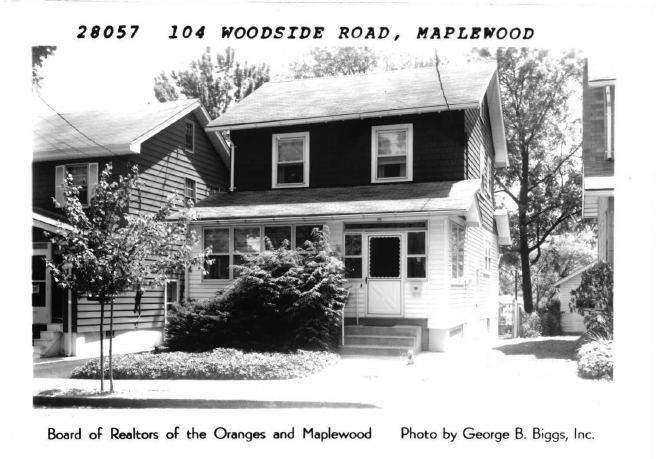 28057 104 WOODSIDE ROAD, MAPLEWOOD
Board of Realtors of the Oranges and Maplewood Photo by George B. Biggs, Inc.